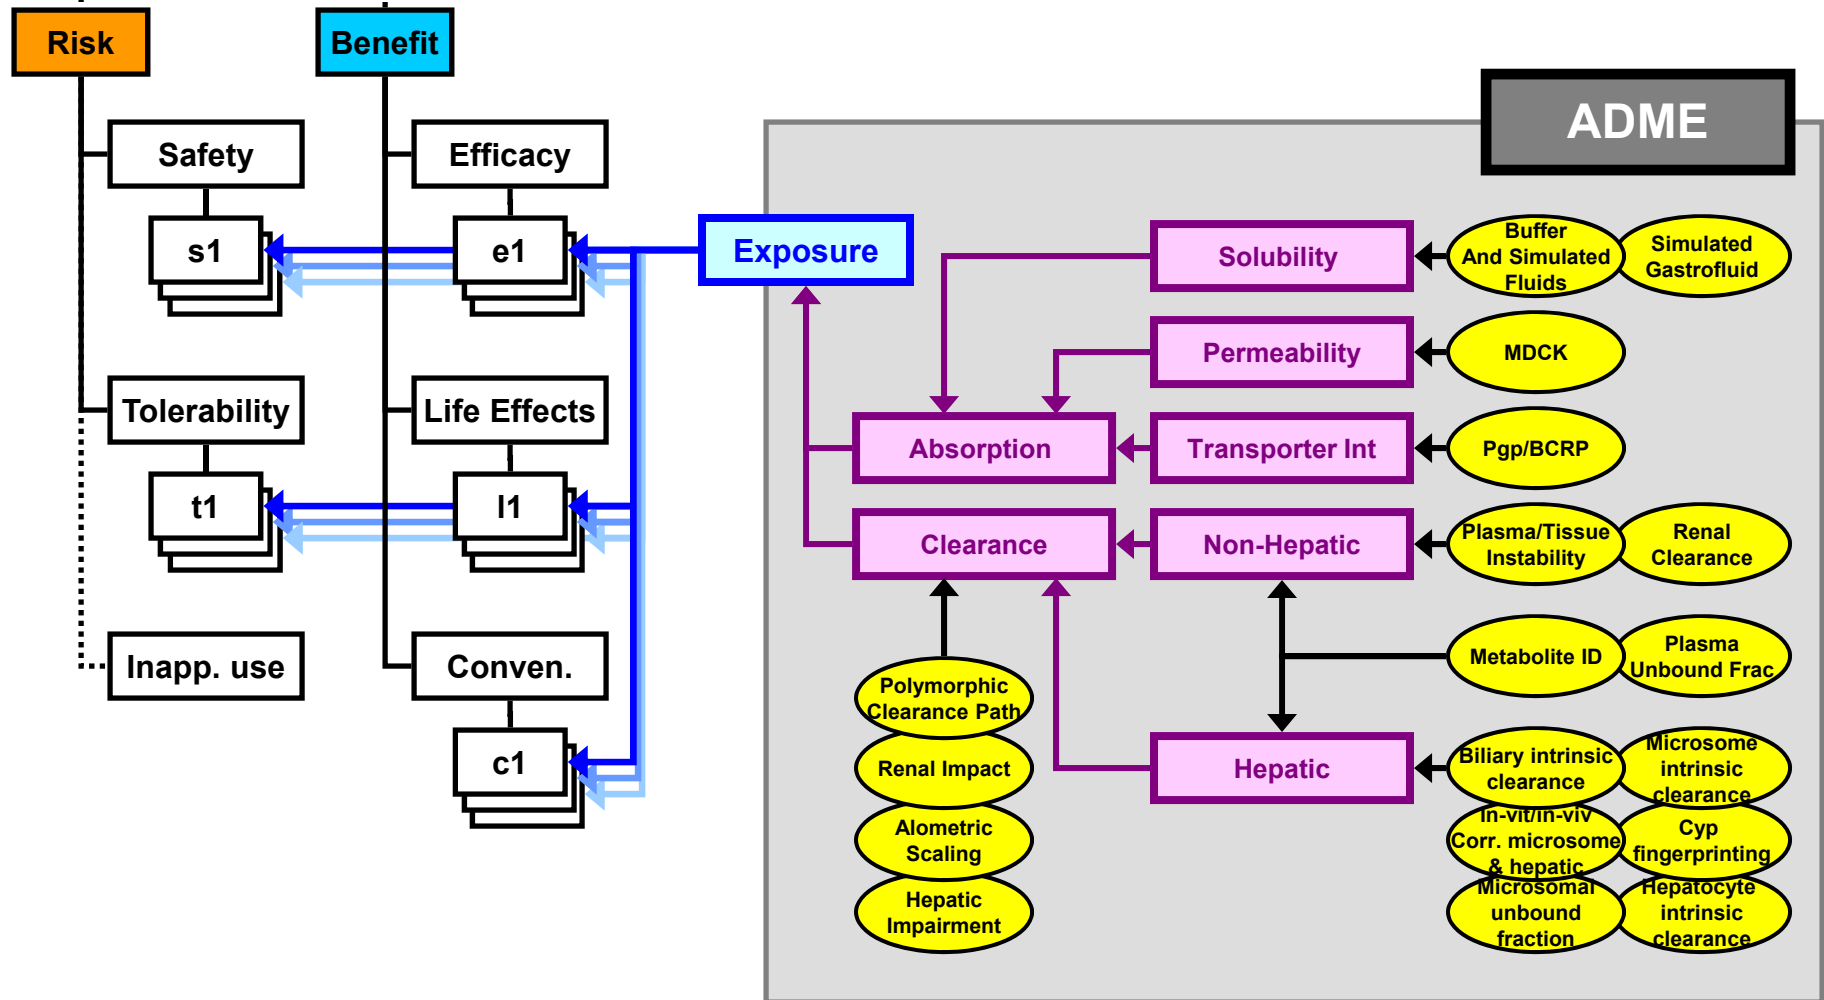 Risk
Benefit
ADME
Safety
Efficacy
s1
e1
Exposure
Solubility
Buffer
And Simulated
Fluids
Simulated
Gastrofluid
Permeability
MDCK
Tolerability
Life Effects
Absorption
Transporter Int
Pgp/BCRP
t1
l1
Clearance
Non-Hepatic
Plasma/Tissue
Instability
Renal
Clearance
Inapp. use
Conven.
Metabolite ID
Plasma
Unbound Frac
Polymorphic
Clearance Path
c1
Renal Impact
Hepatic
Biliary intrinsic
clearance
Microsome
intrinsic
clearance
Alometric
Scaling
In-vit/in-viv
Corr. microsome
& hepatic
Cyp
fingerprinting
Hepatic
Impairment
Microsomal
unbound
fraction
Hepatocyte
intrinsic
clearance